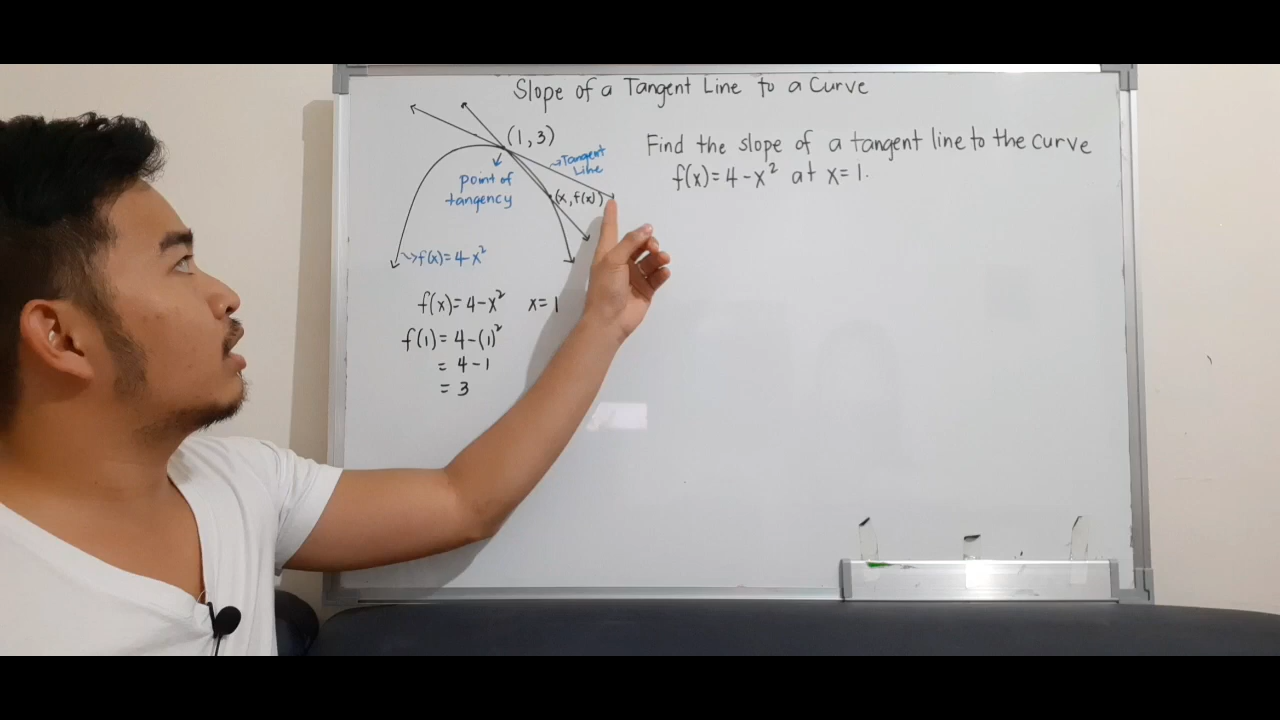 Slope of a Tangent Line to a Curve
(1, 3)
Tangent
Line
point of
tangency
(x, f(x))
f(x) = 4 - x²
f(x) = 4 - x² x = 1
f(1) = 4 - (1)²
= 4 - 1
= 3
Find the slope of a tangent line to the curve
f(x) = 4 - x² at x = 1.